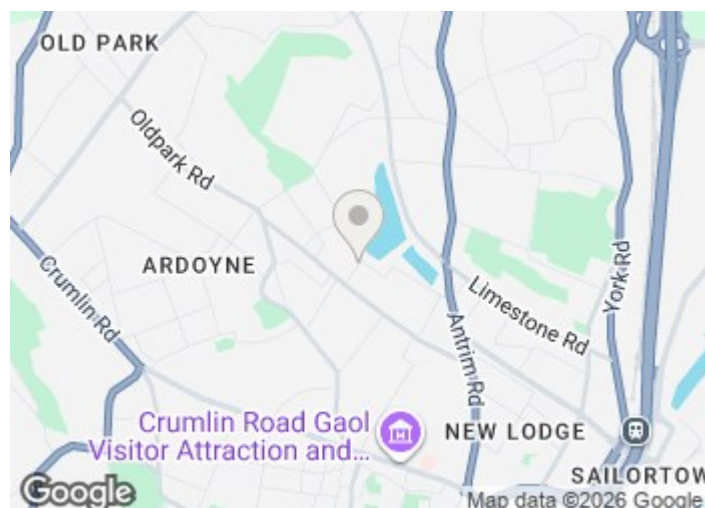 OLD PARK
Oldpark Rd
ARDOYNE
Crumlin Rd
Limestone Rd
York Rd
Antrim Rd
Crumlin Road Gaol
Visitor Attraction and...
NEW LODGE
SAILORTOW
Google
Map data ©2026 Google